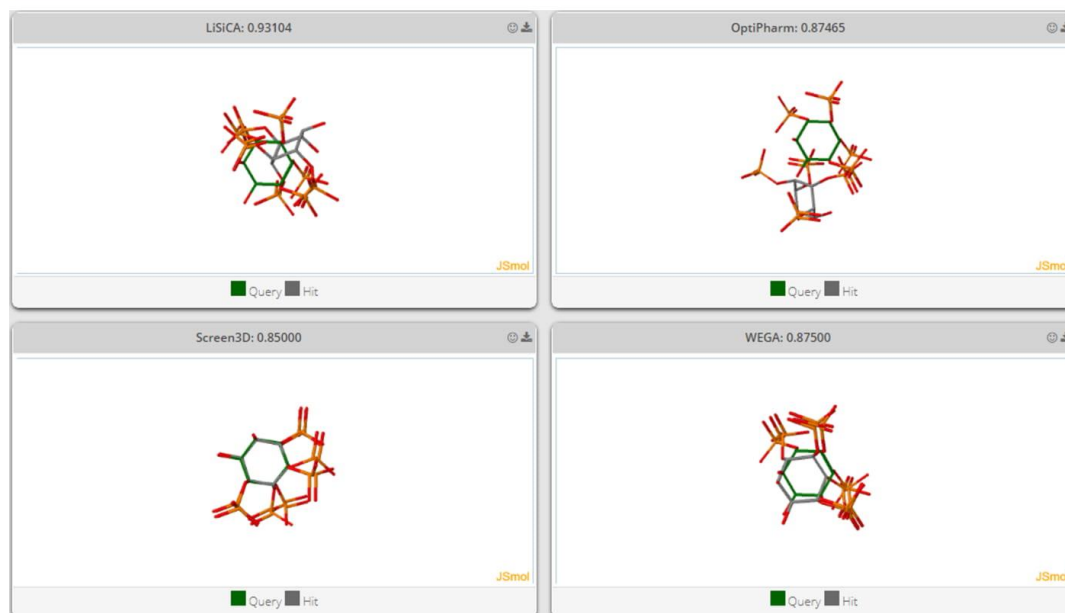 LiSiCA: 0.93104
OptiPharm: 0.87465
JSmol
JSmol
Query Hit
Query Hit
Screen3D: 0.85000
WEGA: 0.87500
JSmol
JSmol
Query Hit
Query Hit